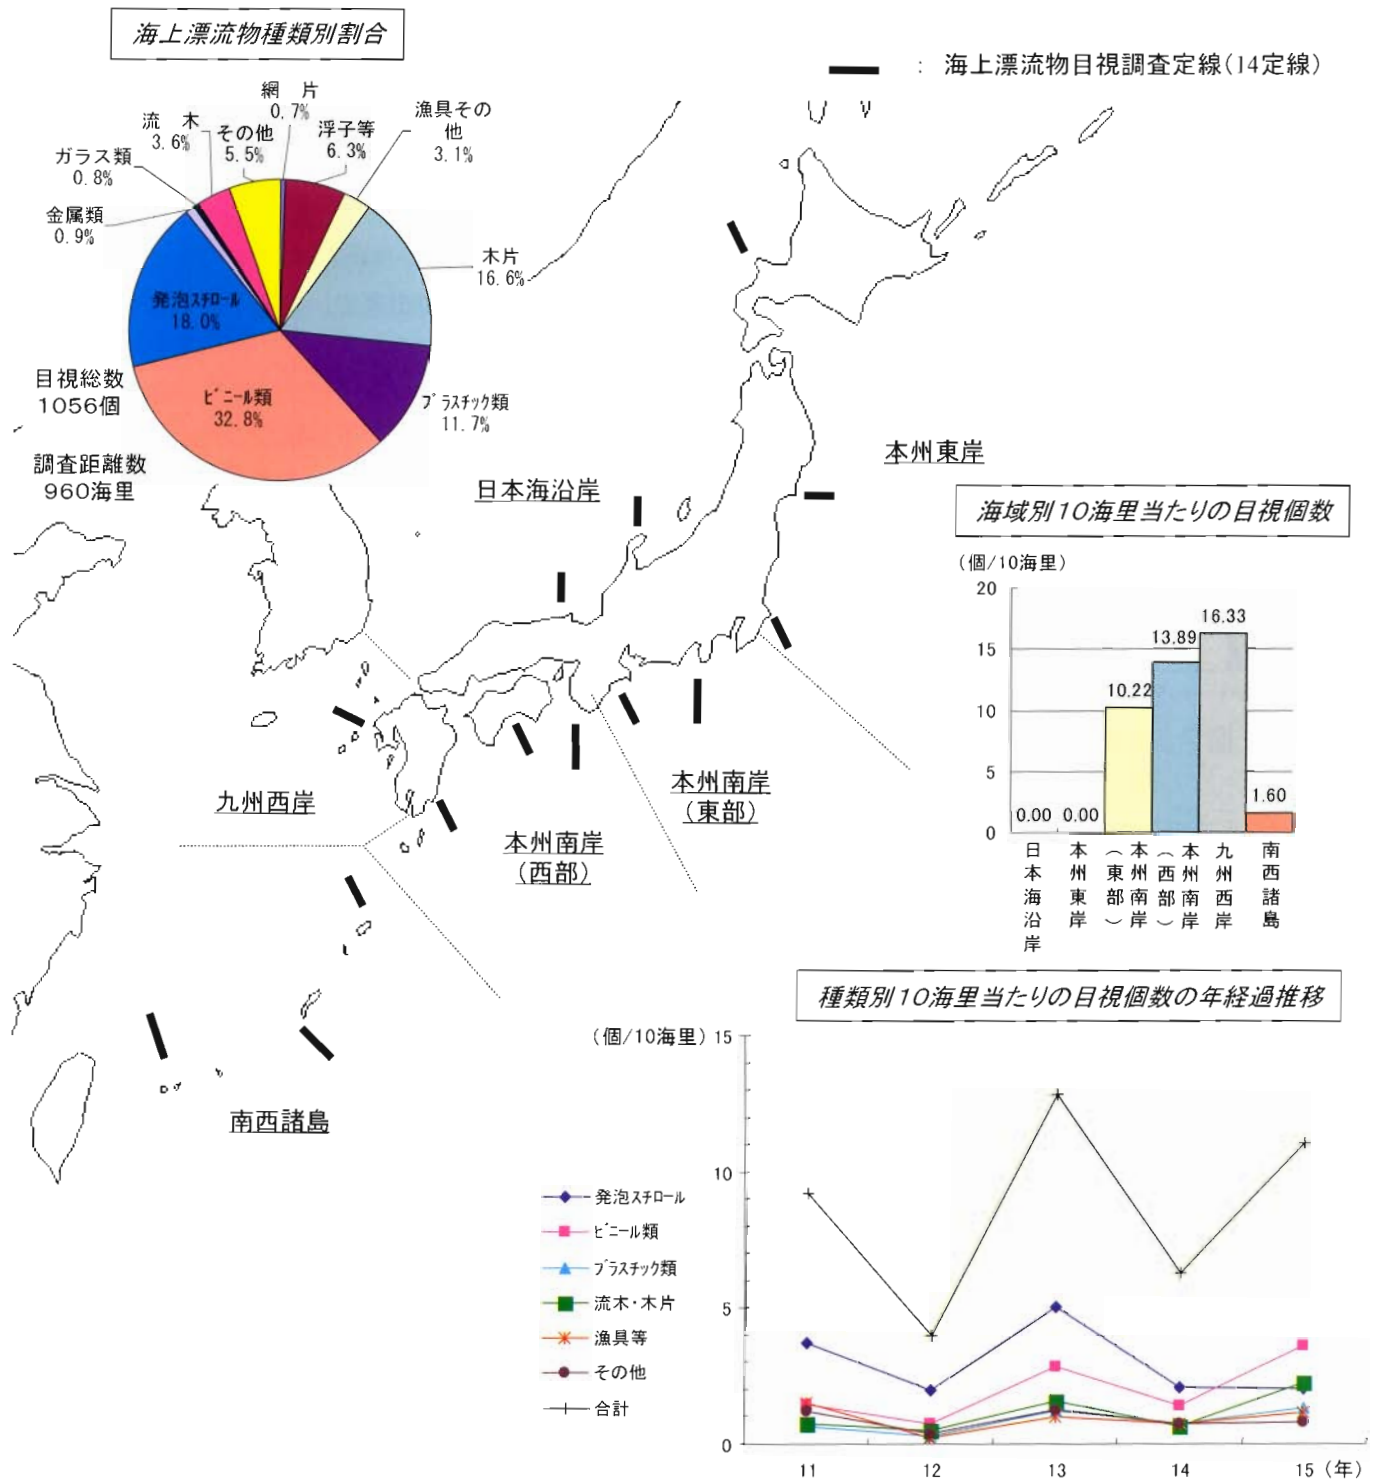 海上漂流物種類別割合
： 海上漂流物目視調査定線（14定線）
網　片
0.7%
漁具その
他
3.1%
流　木
3.6%
その他
5.5%
浮子等
6.3%
ガラス類
0.8%
金属類
0.9%
木片
16.6%
発泡ｽﾁﾛｰﾙ
18.0%
ﾋﾞﾆｰﾙ類
32.8%
ﾌﾟﾗｽﾁｯｸ類
11.7%
目視総数
1056個
調査距離数
960海里
本州東岸
日本海沿岸
九州西岸
本州南岸
（東部）
本州南岸
（西部）
南西諸島
海域別10海里当たりの目視個数
（個/10海里）
20
15
10
5
0
0.00
0.00
10.22
13.89
16.33
1.60
日本海沿岸
本州東岸
本州南岸
（東部）
本州南岸
（西部）
九州西岸
南西諸島
種類別10海里当たりの目視個数の年経過推移
（個/10海里）
15
10
5
0
発泡ｽﾁﾛｰﾙ
ﾋﾞﾆｰﾙ類
ﾌﾟﾗｽﾁｯｸ類
流木・木片
漁具等
その他
合計
11
12
13
14
15（年）